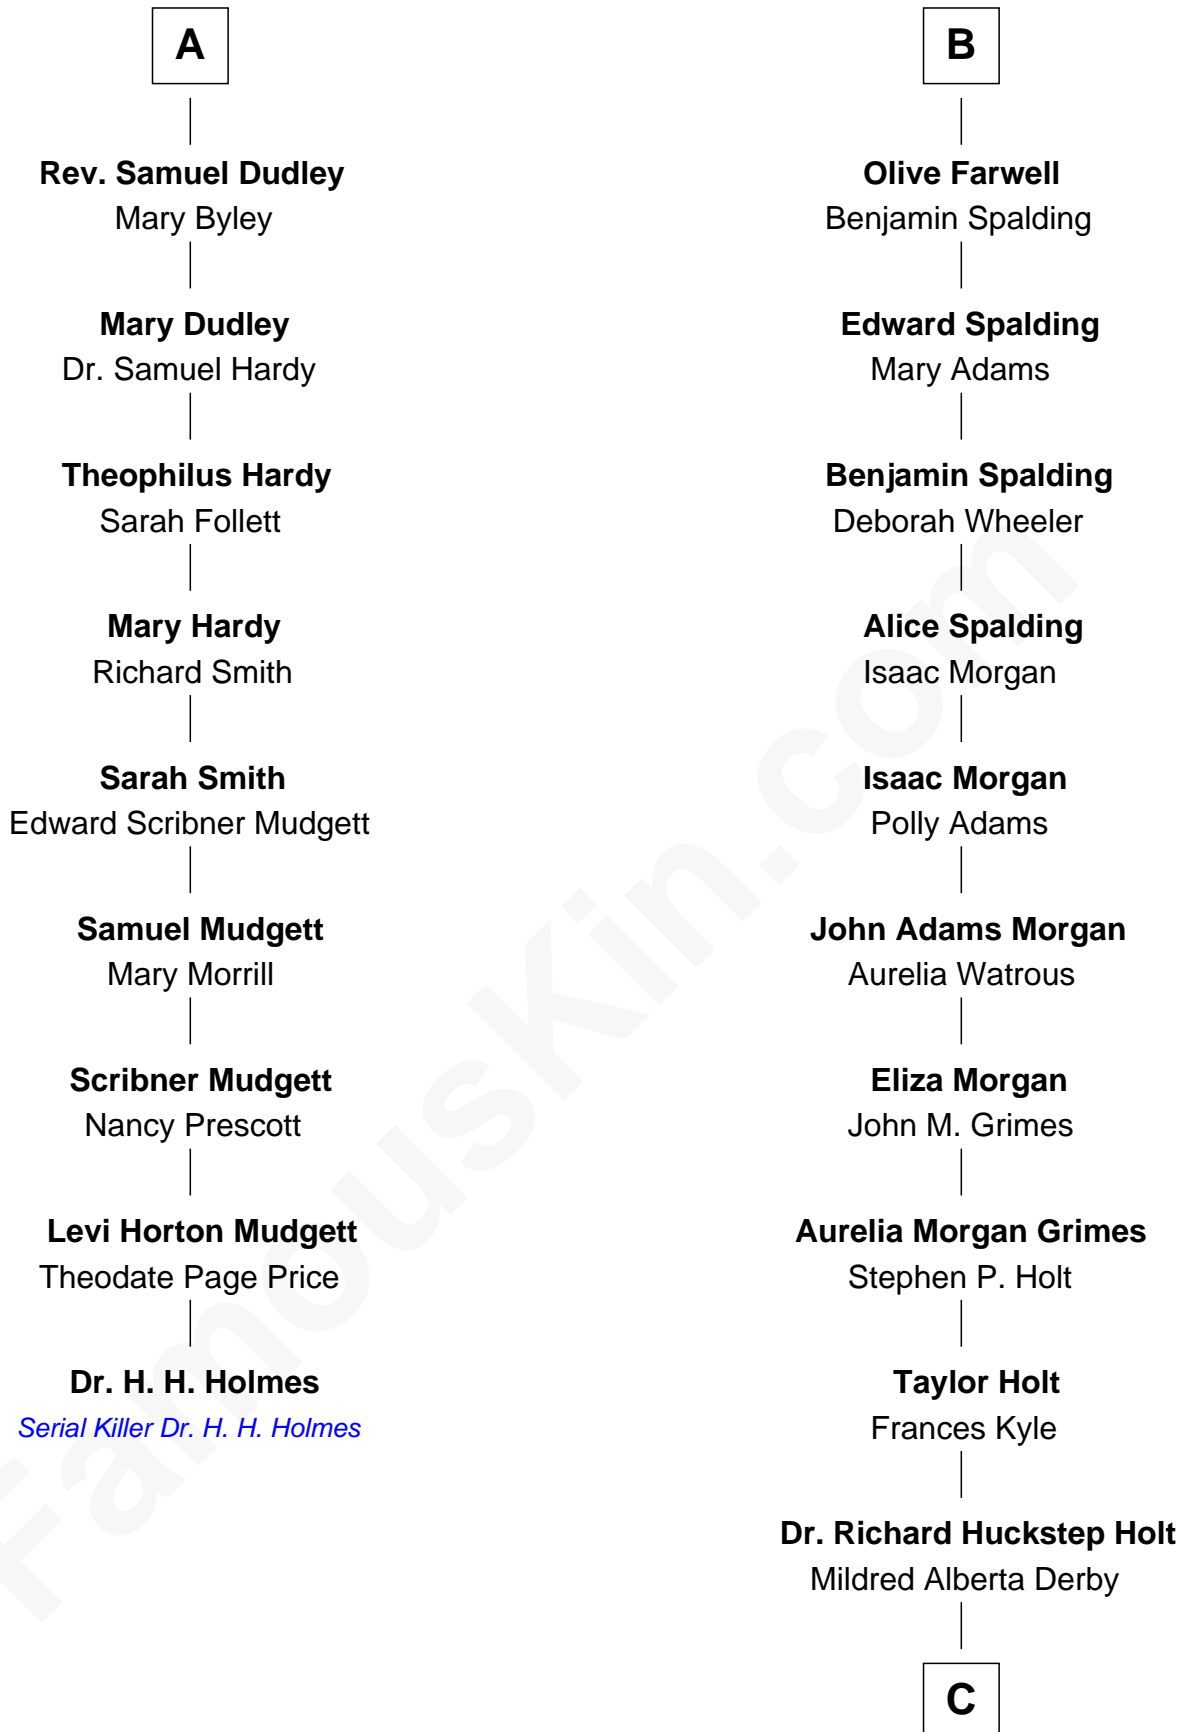 A
Rev. Samuel Dudley
Mary Byley
Mary Dudley
Dr. Samuel Hardy
Theophilus Hardy
Sarah Follett
Mary Hardy
Richard Smith
Sarah Smith
Edward Scribner Mudgett
Samuel Mudgett
Mary Morrill
Scribner Mudgett
Nancy Prescott
Levi Horton Mudgett
Theodate Page Price
Dr. H. H. Holmes
Serial Killer Dr. H. H. Holmes
B
Olive Farwell
Benjamin Spalding
Edward Spalding
Mary Adams
Benjamin Spalding
Deborah Wheeler
Alice Spalding
Isaac Morgan
Isaac Morgan
Polly Adams
John Adams Morgan
Aurelia Watrous
Eliza Morgan
John M. Grimes
Aurelia Morgan Grimes
Stephen P. Holt
Taylor Holt
Frances Kyle
Dr. Richard Huckstep Holt
Mildred Alberta Derby
C
FamousKin.com